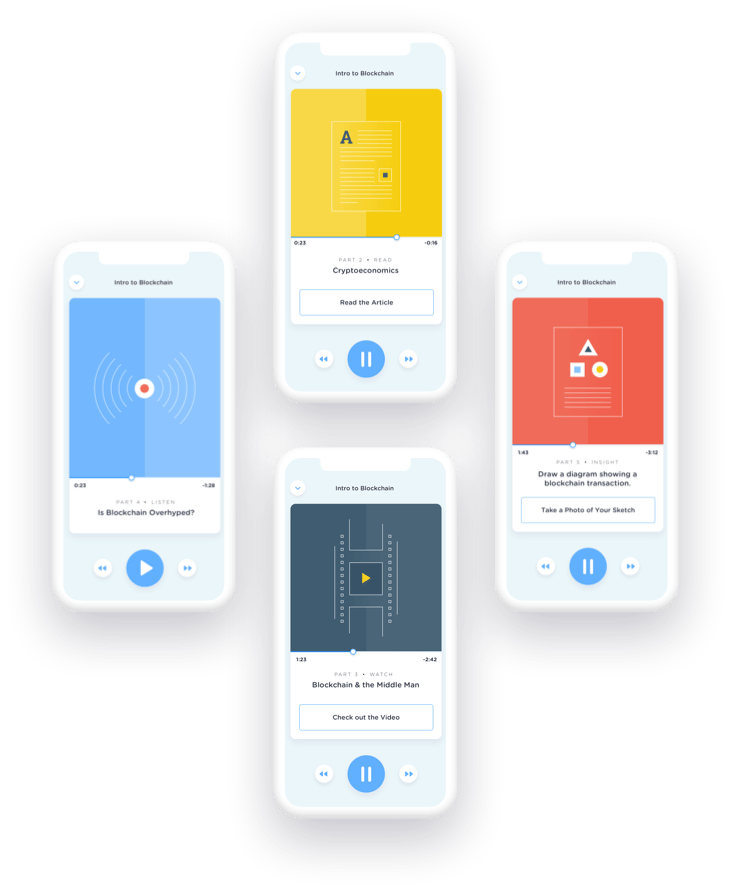 Intro to Blockchain
A
0:23
-0:16
PART 2 • READ
Cryptoeconomics
Read the Article
Intro to Blockchain
0:23
-1:28
PART 4 • LISTEN
Is Blockchain Overhyped?
Intro to Blockchain
1:43
-3:12
PART 5 • INSIGHT
Draw a diagram showing a
blockchain transaction.
Take a Photo of Your Sketch
Intro to Blockchain
1:23
-2:42
PART 3 • WATCH
Blockchain & the Middle Man
Check out the Video